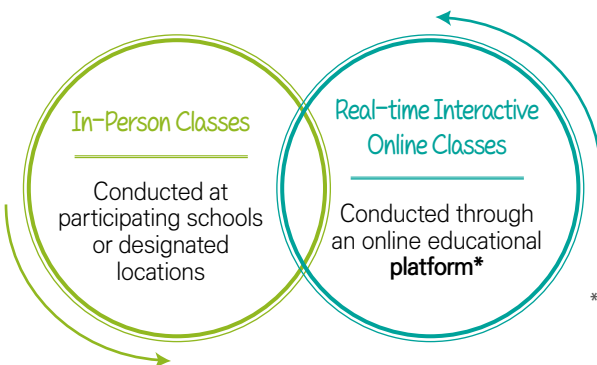 In-Person Classes
Conducted at
participating schools
or designated
locations
Real-time Interactive
Online Classes
Conducted through
an online educational
platform*
*